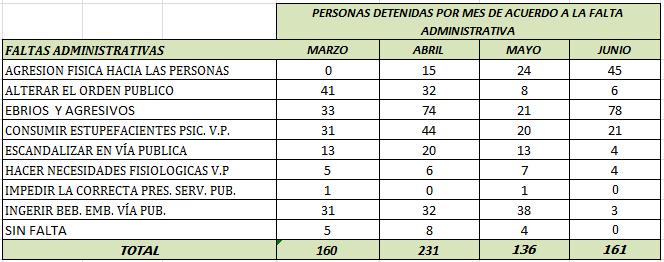 PERSONAS DETENIDAS POR MES DE ACUERDO A LA FALTA
ADMINISTRATIVA
FALTAS ADMINISTRATIVAS MARZO ABRIL MAYO JUNIO
AGRESION FISICA HACIA LAS PERSONAS 0 15 24 45
ALTERAR EL ORDEN PUBLICO 41 32 8 6
EBRIOS Y AGRESIVOS 33 74 21 78
CONSUMIR ESTUPEFACIENTES PSIC. V.P. 31 44 20 21
ESCANDALIZAR EN VÍA PUBLICA 13 20 13 4
HACER NECESIDADES FISIOLOGICAS V.P 5 6 7 4
IMPEDIR LA CORRECTA PRES. SERV. PUB. 1 0 1 0
INGERIR BEB. EMB. VÍA PUB. 31 32 38 3
SIN FALTA 5 8 4 0
TOTAL 160 231 136 161